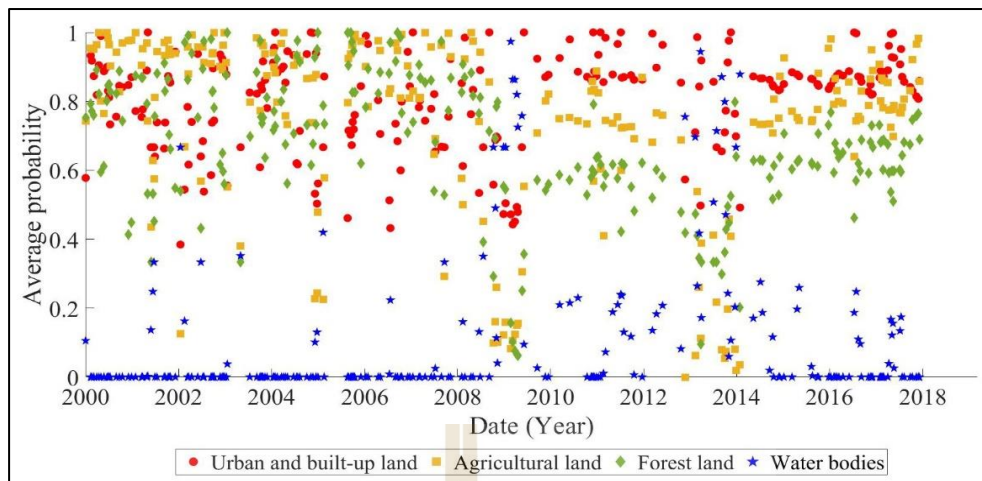 1
0.8
0.6
0.4
0.2
0
Average probability
2000 2002 2004 2006 2008 2010 2012 2014 2016 2018
Date (Year)
Urban and built-up land Agricultural land Forest land Water bodies